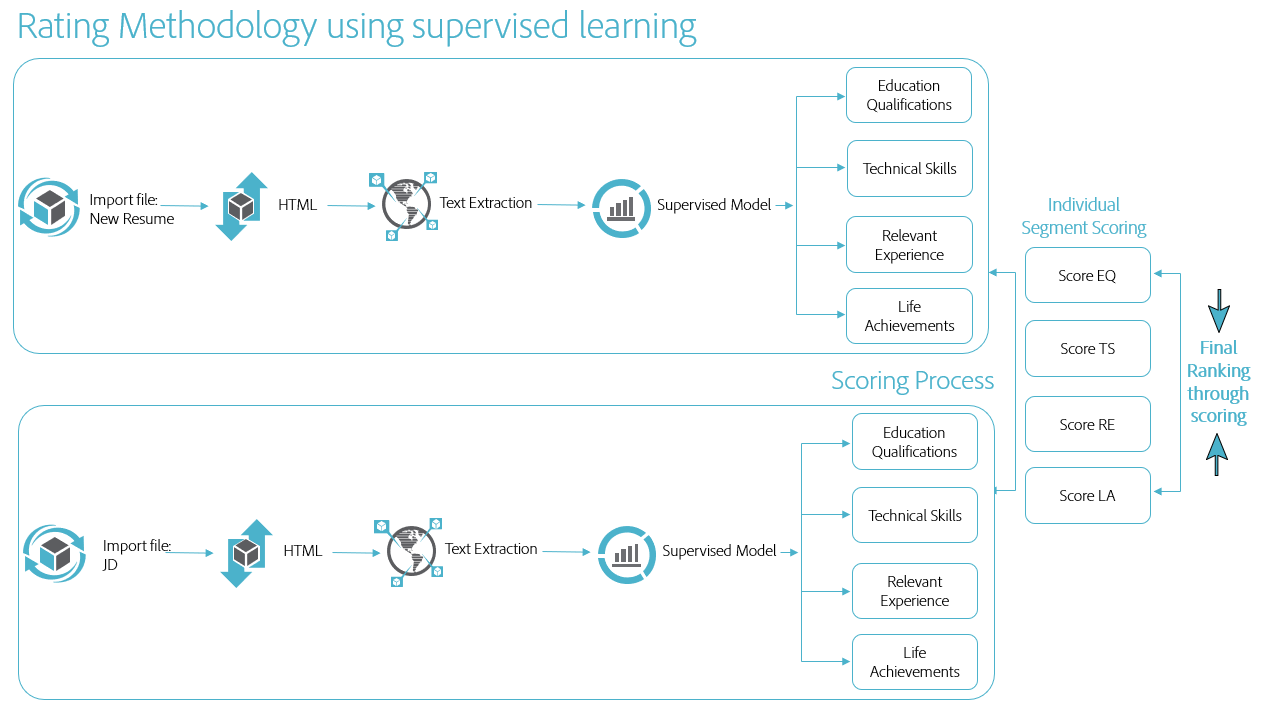 Rating Methodology using supervised learning
Import file:
New Resume
HTML
Text Extraction
Supervised Model
Education
Qualifications
Technical Skills
Relevant
Experience
Life
Achievements
Individual
Segment Scoring
Score EQ
Score TS
Score RE
Score LA
Final
Ranking
through
scoring
Scoring Process
Import file:
JD
HTML
Text Extraction
Supervised Model
Education
Qualifications
Technical Skills
Relevant
Experience
Life
Achievements